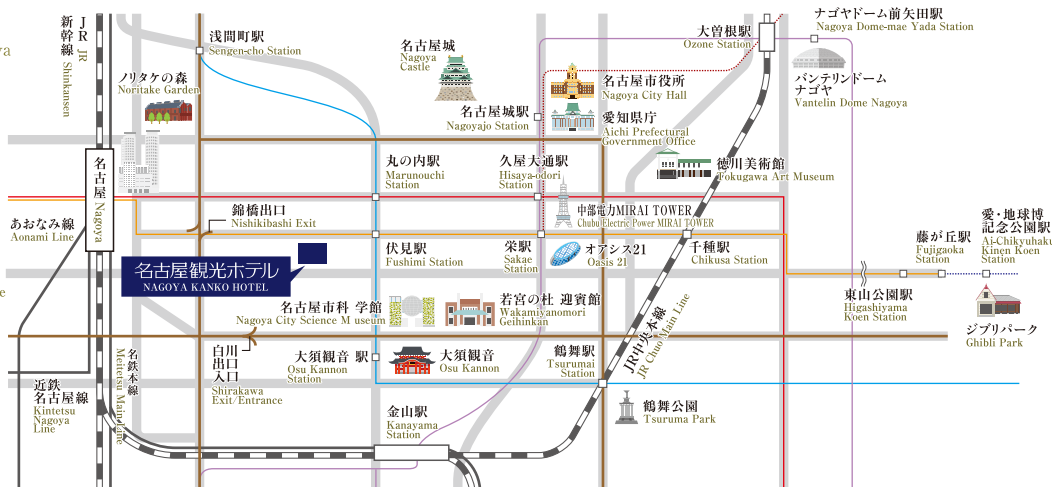 ya
e
JR
新幹線
JR
Shinkansen
浅間町駅
Sengen-cho Station
ノリタケの森
Noritake Garden
名古屋城
Nagoya
Castle
名古屋城駅
Nagoyajo Station
大曽根駅
Ozone Station
ナゴヤドーム前矢田駅
Nagoya Dome-mae Yada Station
バンテリンドーム
ナゴヤ
Vantelin Dome Nagoya
名古屋市役所
Nagoya City Hall
愛知県庁
Aichi Prefectural
Government Office
徳川美術館
Tokugawa Art Museum
名古屋 Nagoya
丸の内駅
Marunouchi
Station
久屋大通駅
Hisaya-odori
Station
中部電力MIRAI TOWER
Chubu Electric Power MIRAI TOWER
あおなみ線
Aonami Line
錦橋出口
Nishikibashi Exit
伏見駅
Fushimi Station
栄駅
Sakae
Station
オアシス21
Oasis 21
千種駅
Chikusa Station
藤が丘駅
Fujigaoka
Station
愛・地球博
記念公園駅
Ai-Chikyuhaku
Kinen Koen
Station
名古屋観光ホテル
NAGOYA KANKO HOTEL
東山公園駅
Higashiyama
Koen Station
ジブリパーク
Ghibli Park
名古屋市科 学館
Nagoya City Science M useum
若宮の杜 迎賓館
Wakamiyanomori
Geihinkan
JR中央本線
JR Chuo Main Line
白川
出口
入口
Shirakawa
Exit/Entrance
大須観音 駅
Osu Kannon
Station
大須観音
Osu Kannon
鶴舞駅
Tsurumai
Station
名鉄本線
Meitetsu Main Line
近鉄
名古屋線
Kintetsu
Nagoya
Line
金山駅
Kanayama
Station
鶴舞公園
Tsuruma Park